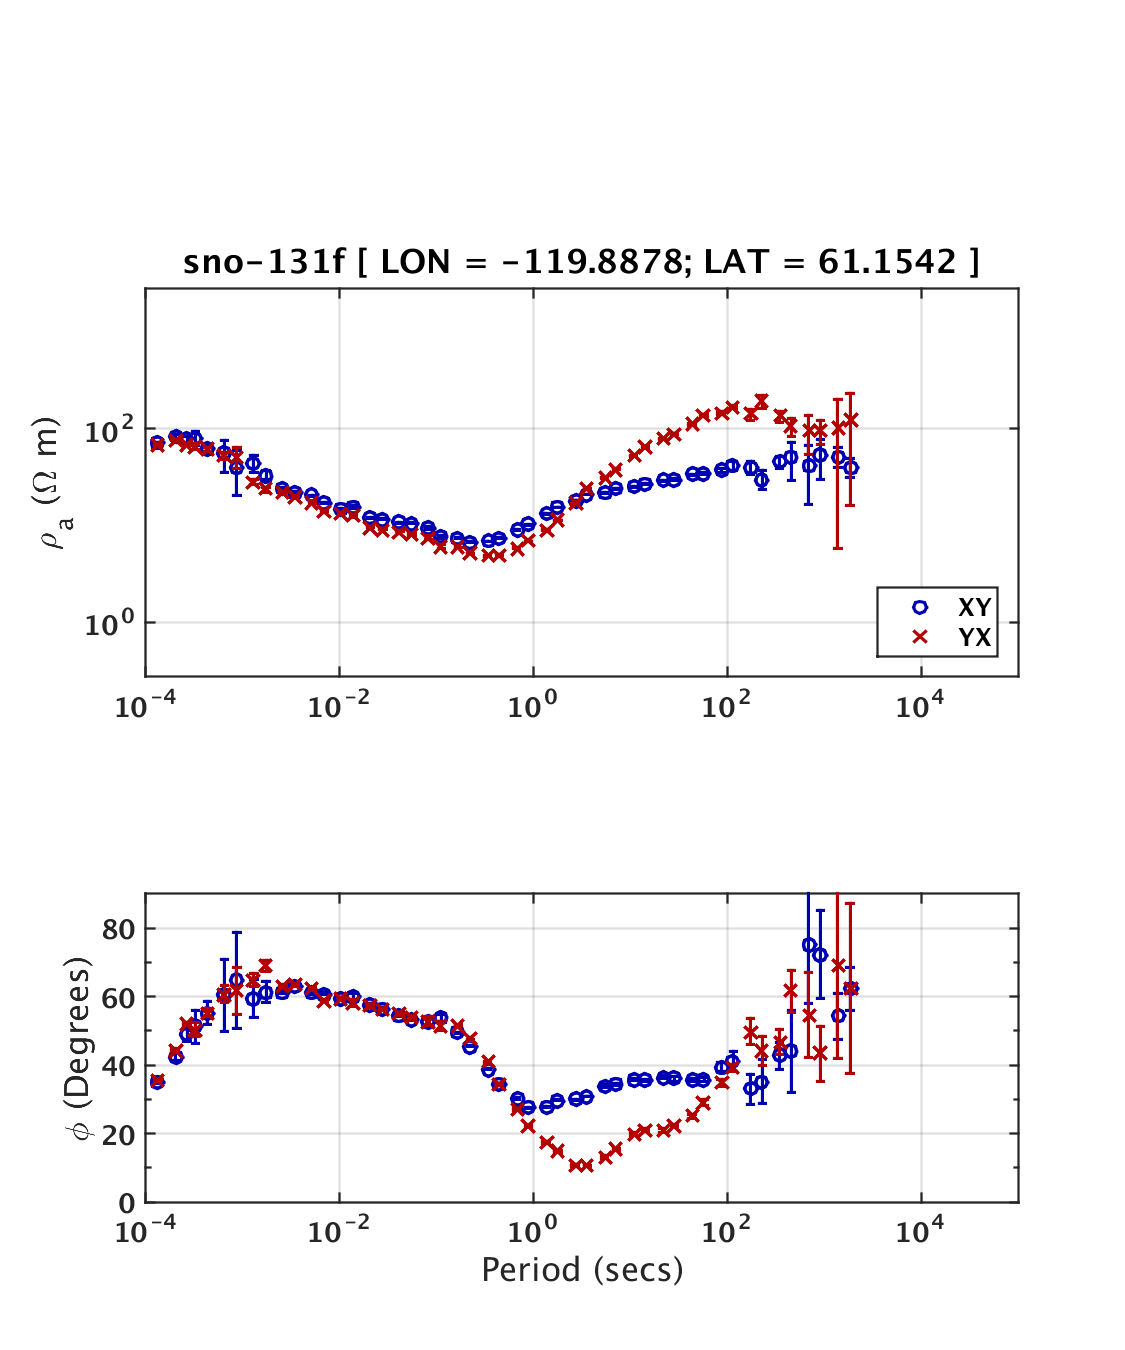 sno-131f [ LON = -119.8878; LAT = 61.1542 ]
ρa (Ω m)
10²
10⁰
XY
YX
10⁻⁴ 10⁻² 10⁰ 10² 10⁴
ϕ (Degrees)
80
60
40
20
0
10⁻⁴ 10⁻² 10⁰ 10² 10⁴
Period (secs)